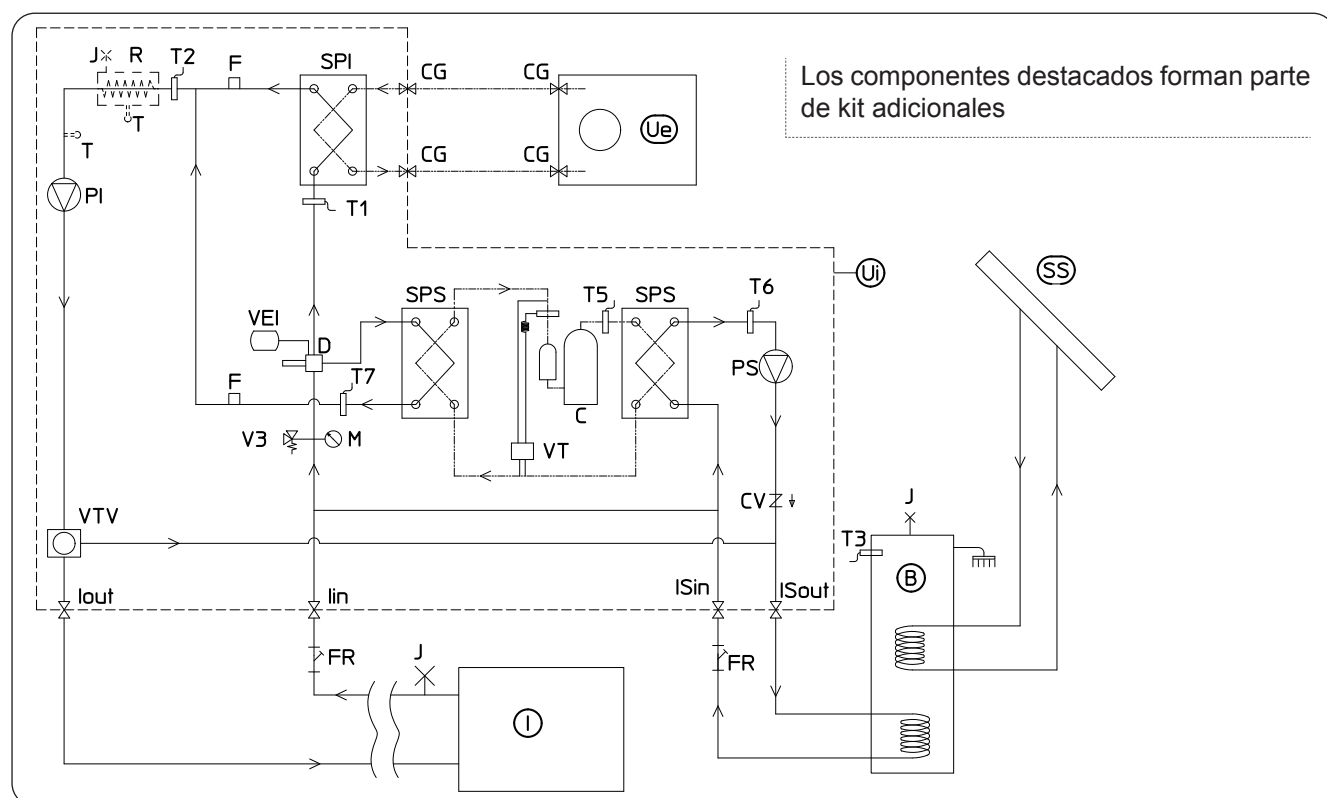 J R T2 F SPI CG CG
Los componentes destacados forman parte
de kit adicionales
Ue
T T
CG CG
PI
T1
SS
Ui
SPS T5 SPS T6
VEI
D
PS
F T7
C
V3 M VT
CV
J
VTV
T3
B
Iout Iin ISin ISout
FR J FR
I